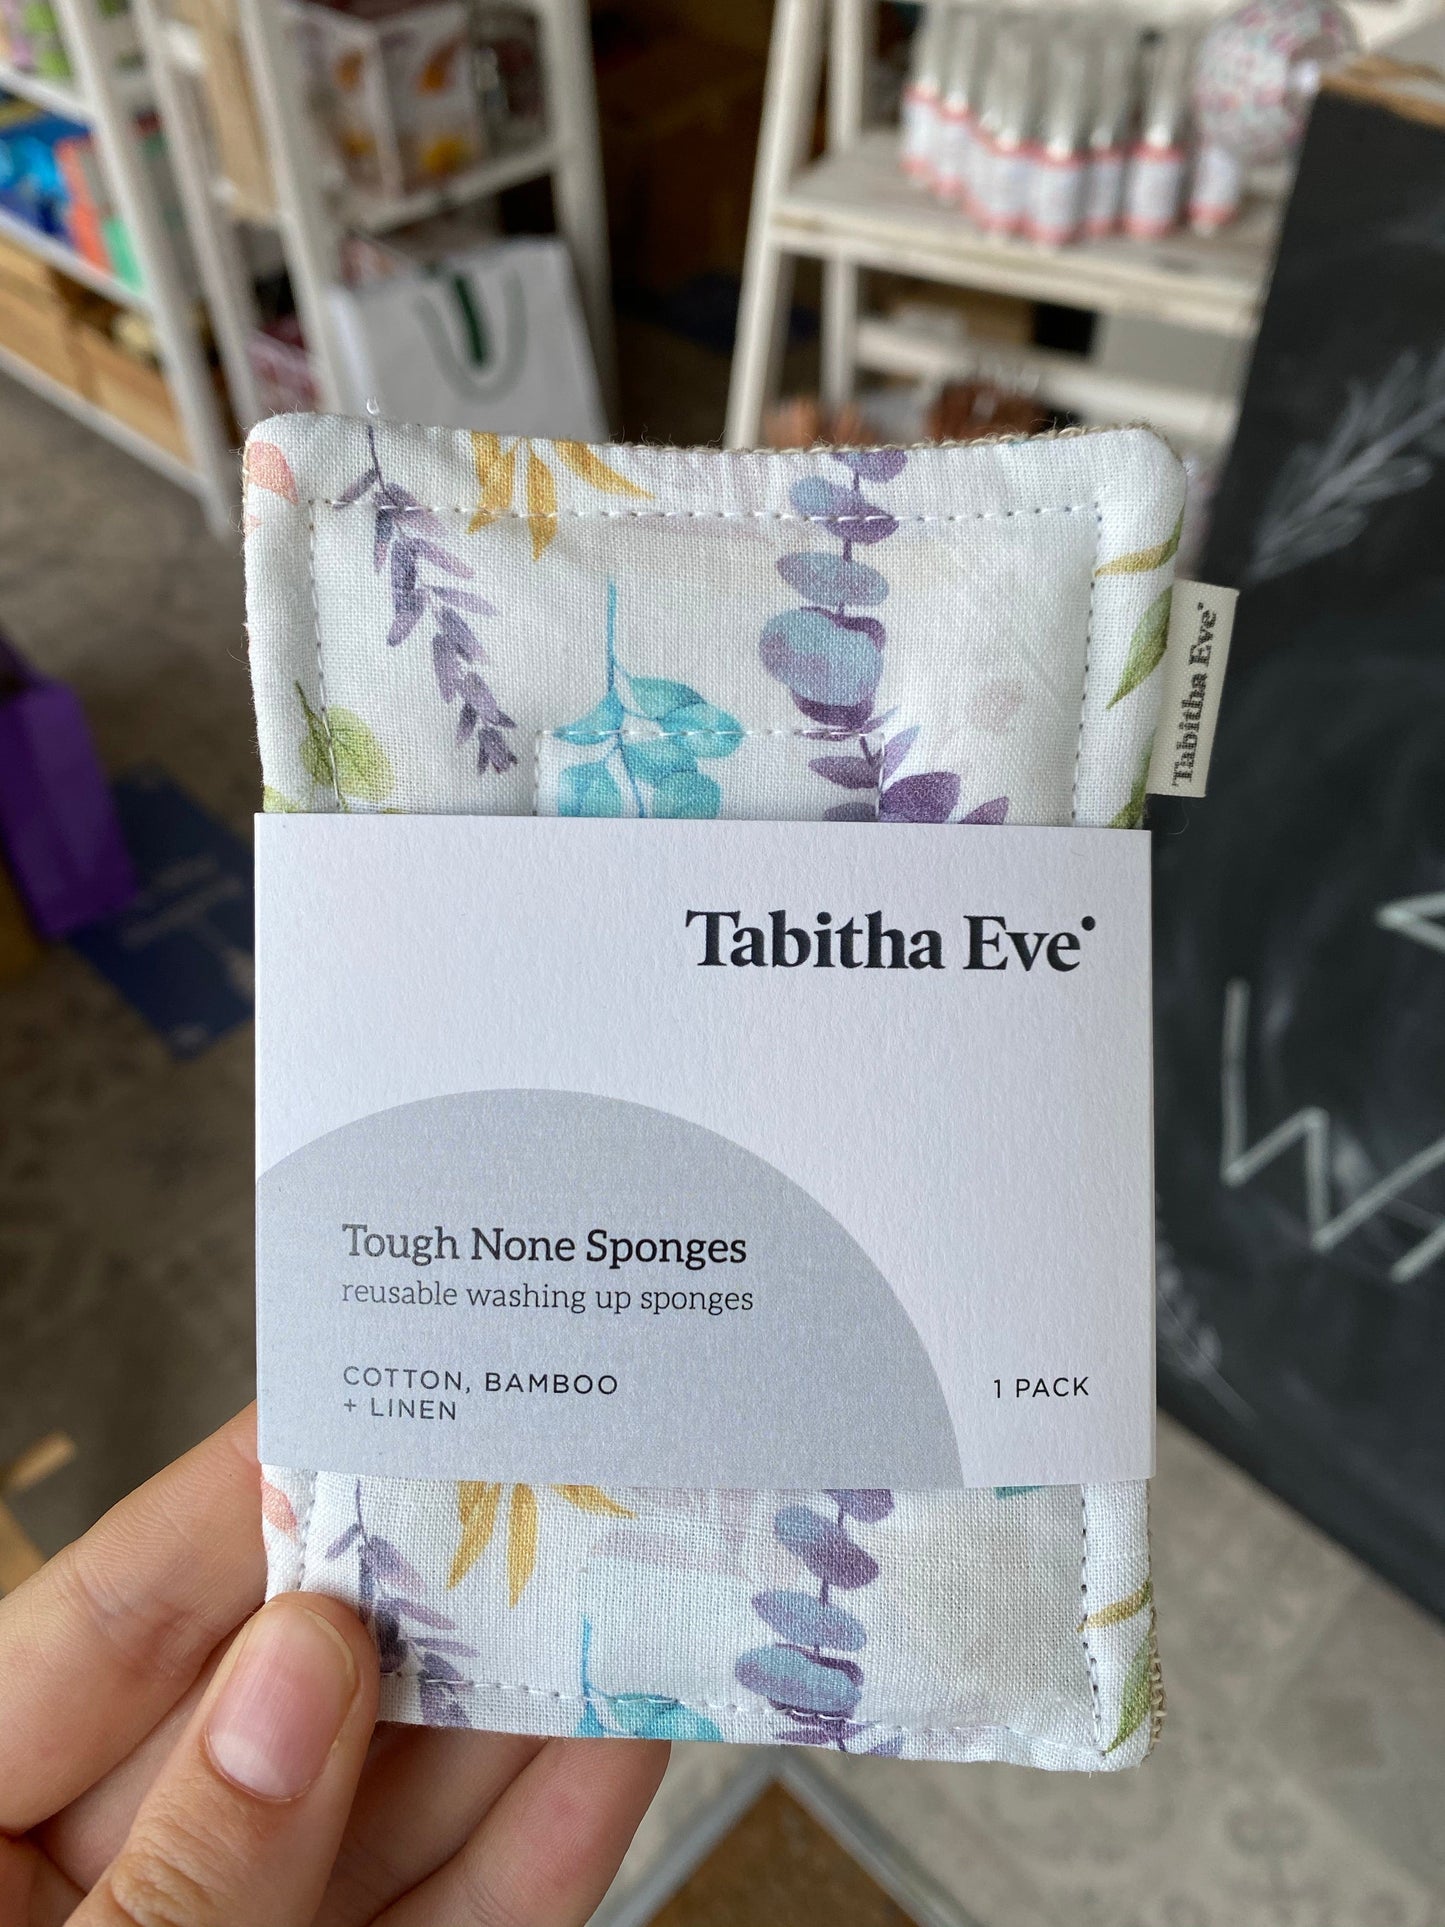 Tabitha Eve
Tabitha Eve
Tough None Sponges
reusable washing up sponges
COTTON, BAMBOO
+ LINEN
1 PACK